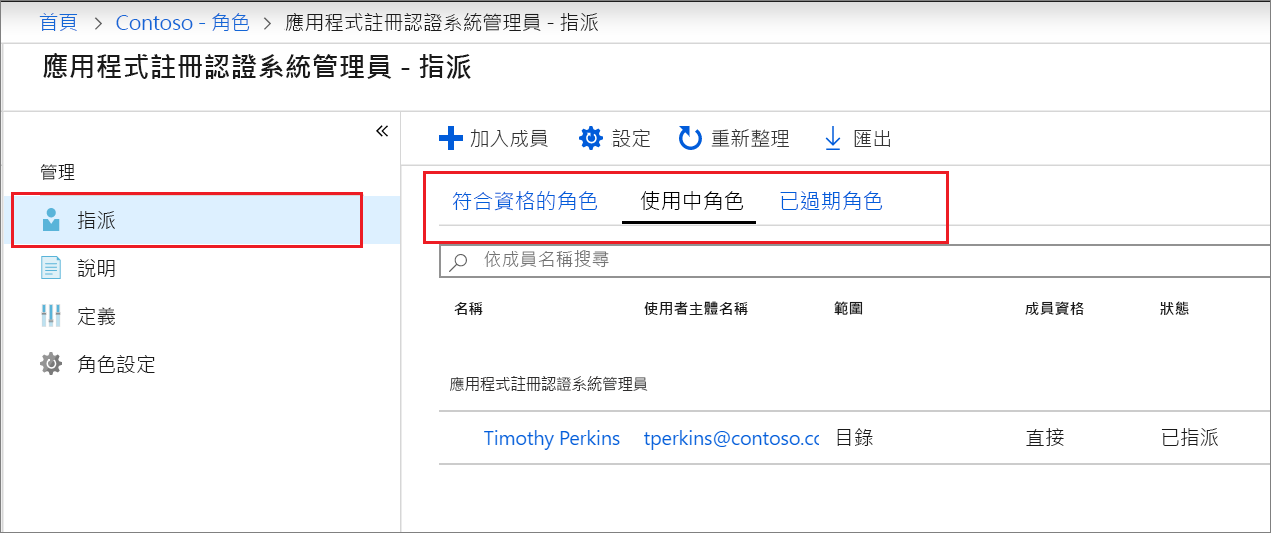 首頁 > Contoso - 角色 > 應用程式註冊認證系統管理員 - 指派
應用程式註冊認證系統管理員 - 指派
«
管理
指派
說明
定義
角色設定
加入成員 設定 重新整理 匯出
符合資格的角色 使用中角色 已過期角色
依成員名稱搜尋
名稱 使用者主體名稱 範圍 成員資格 狀態
應用程式註冊認證系統管理員
Timothy Perkins tperkins@contoso.cc 目錄 直接 已指派